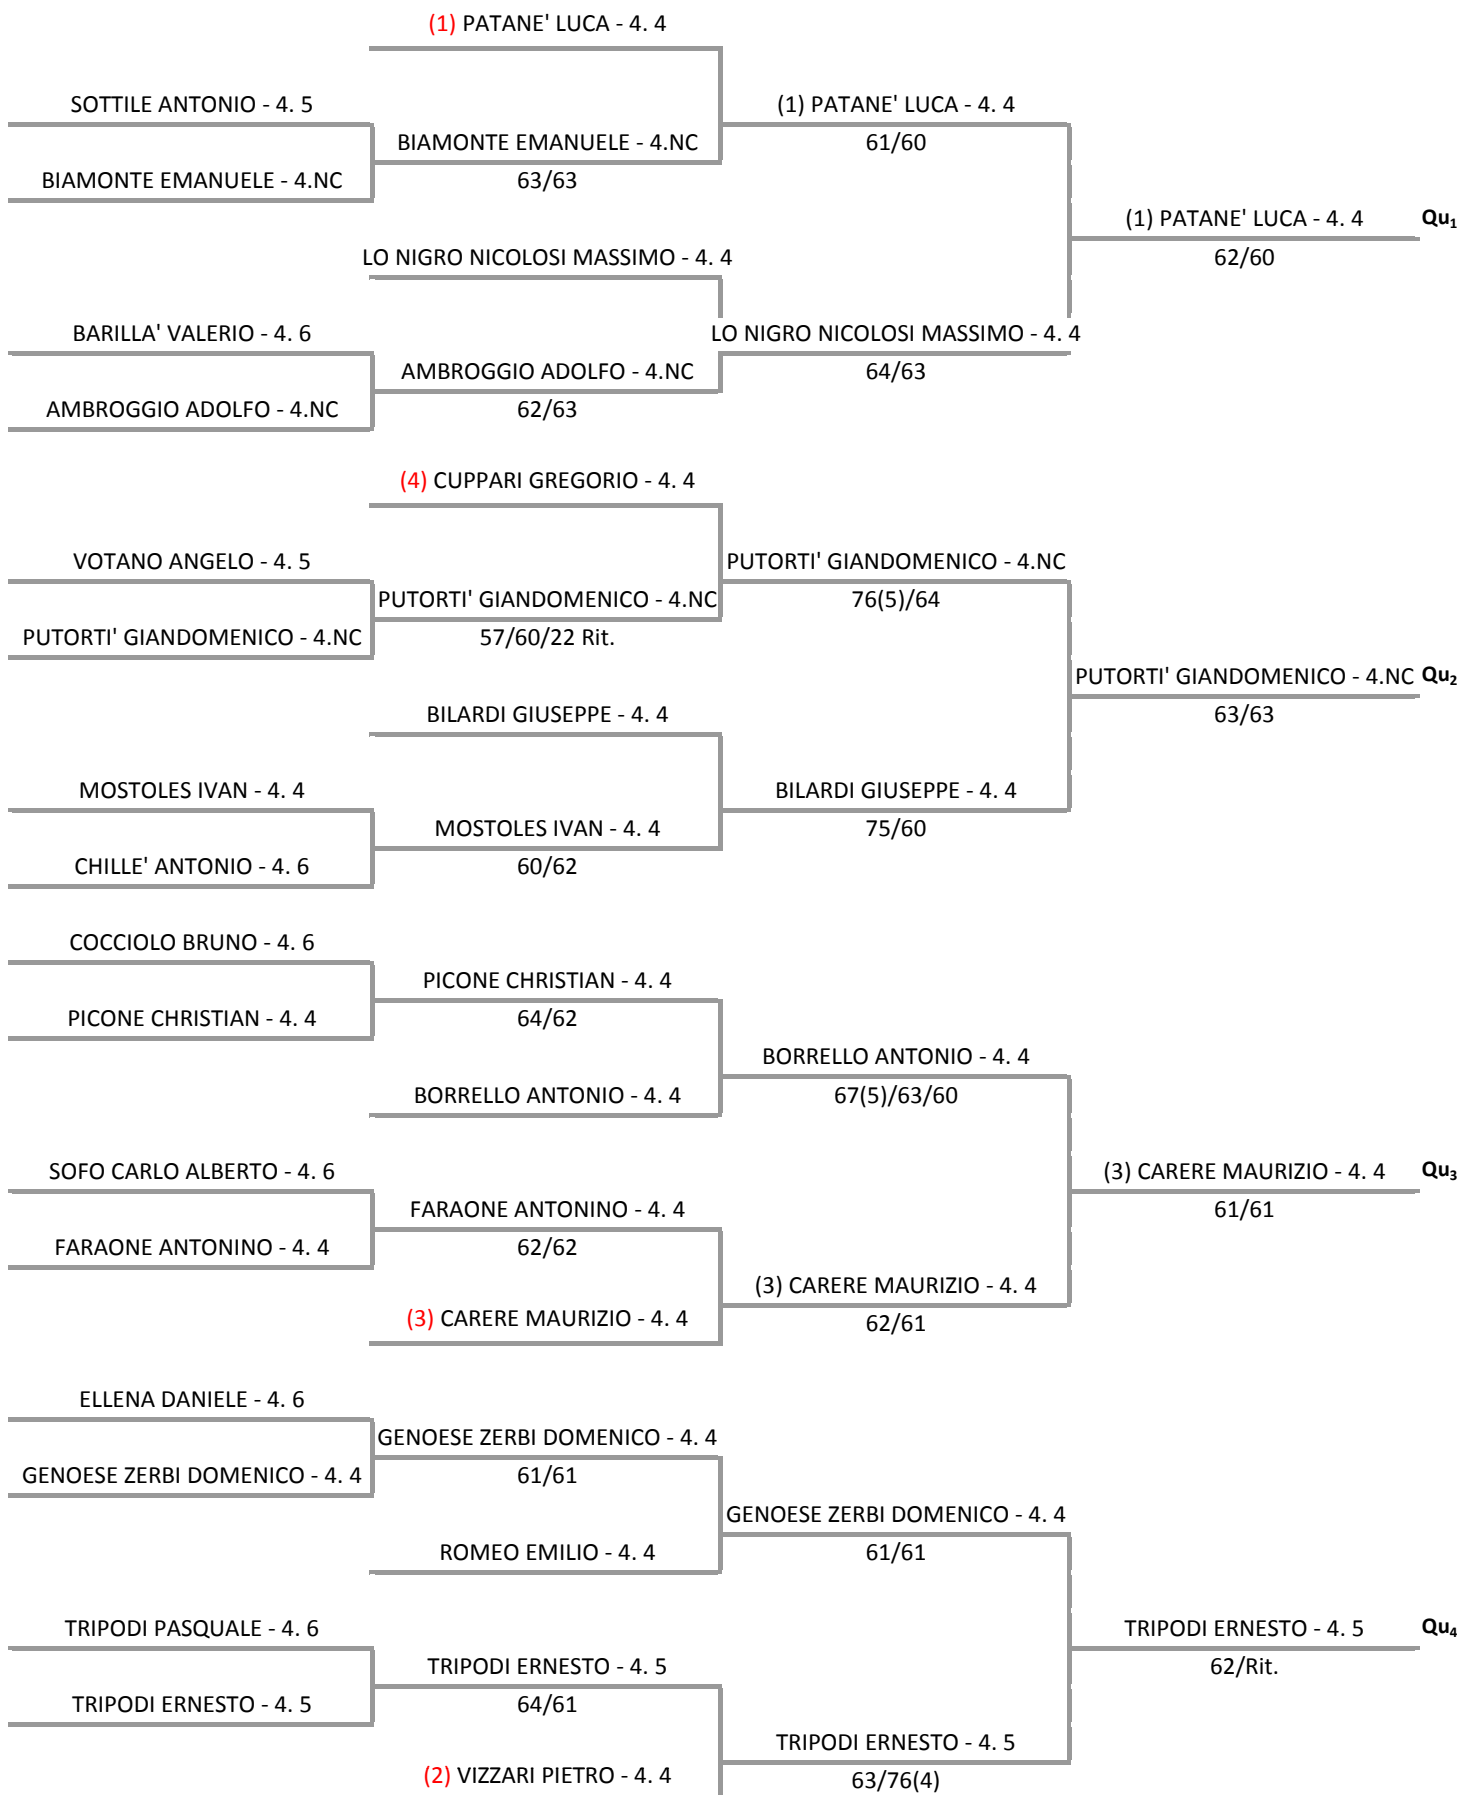 (1) PATANE' LUCA - 4. 4
SOTTILE ANTONIO - 4. 5
(1) PATANE' LUCA - 4. 4
BIAMONTE EMANUELE - 4.NC
61/60
BIAMONTE EMANUELE - 4.NC
63/63
(1) PATANE' LUCA - 4. 4
Qu1
62/60
LO NIGRO NICOLOSI MASSIMO - 4. 4
BARILLA' VALERIO - 4. 6
LO NIGRO NICOLOSI MASSIMO - 4. 4
AMBROGGIO ADOLFO - 4.NC
64/63
AMBROGGIO ADOLFO - 4.NC
62/63
(4) CUPPARI GREGORIO - 4. 4
VOTANO ANGELO - 4. 5
PUTORTI' GIANDOMENICO - 4.NC
PUTORTI' GIANDOMENICO - 4.NC
76(5)/64
PUTORTI' GIANDOMENICO - 4.NC
57/60/22 Rit.
PUTORTI' GIANDOMENICO - 4.NC
Qu2
63/63
BILARDI GIUSEPPE - 4. 4
MOSTOLES IVAN - 4. 4
BILARDI GIUSEPPE - 4. 4
MOSTOLES IVAN - 4. 4
75/60
CHILLE' ANTONIO - 4. 6
60/62
COCCIOLO BRUNO - 4. 6
PICONE CHRISTIAN - 4. 4
PICONE CHRISTIAN - 4. 4
64/62
BORRELLO ANTONIO - 4. 4
BORRELLO ANTONIO - 4. 4
67(5)/63/60
SOFO CARLO ALBERTO - 4. 6
(3) CARERE MAURIZIO - 4. 4
Qu3
FARAONE ANTONINO - 4. 4
61/61
FARAONE ANTONINO - 4. 4
62/62
(3) CARERE MAURIZIO - 4. 4
(3) CARERE MAURIZIO - 4. 4
62/61
ELLENA DANIELE - 4. 6
GENOESE ZERBI DOMENICO - 4. 4
GENOESE ZERBI DOMENICO - 4. 4
61/61
GENOESE ZERBI DOMENICO - 4. 4
ROMEO EMILIO - 4. 4
61/61
TRIPODI PASQUALE - 4. 6
TRIPODI ERNESTO - 4. 5
Qu4
TRIPODI ERNESTO - 4. 5
62/Rit.
TRIPODI ERNESTO - 4. 5
64/61
TRIPODI ERNESTO - 4. 5
(2) VIZZARI PIETRO - 4. 4
63/76(4)